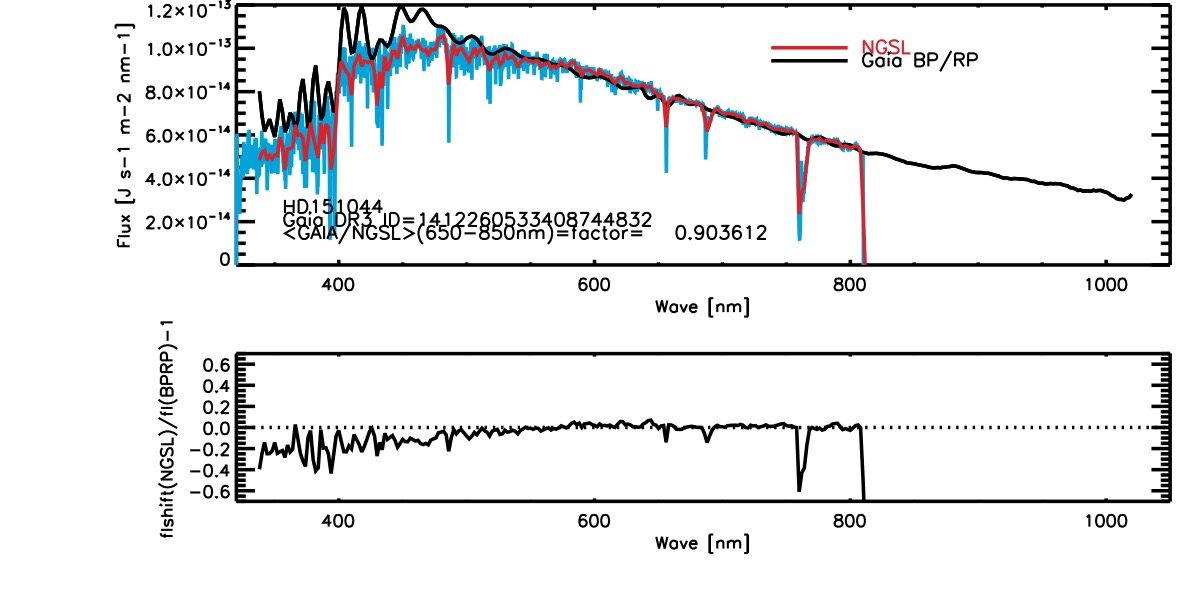 1.2×10−13
1.0×10−13
8.0×10−14
6.0×10−14
4.0×10−14
2.0×10−14
0
Flux [J s−1 m−2 nm−1]
NGSL
Gaia BP/RP
HD151044
Gaia DR3 ID=1412260533408744832
<GAIA/NGSL>(650−850nm)=factor= 0.903612
400 600 800 1000
Wave [nm]
flshift(NGSL)/fl(BPRP)−1
0.6
0.4
0.2
0.0
−0.2
−0.4
−0.6
400 600 800 1000
Wave [nm]